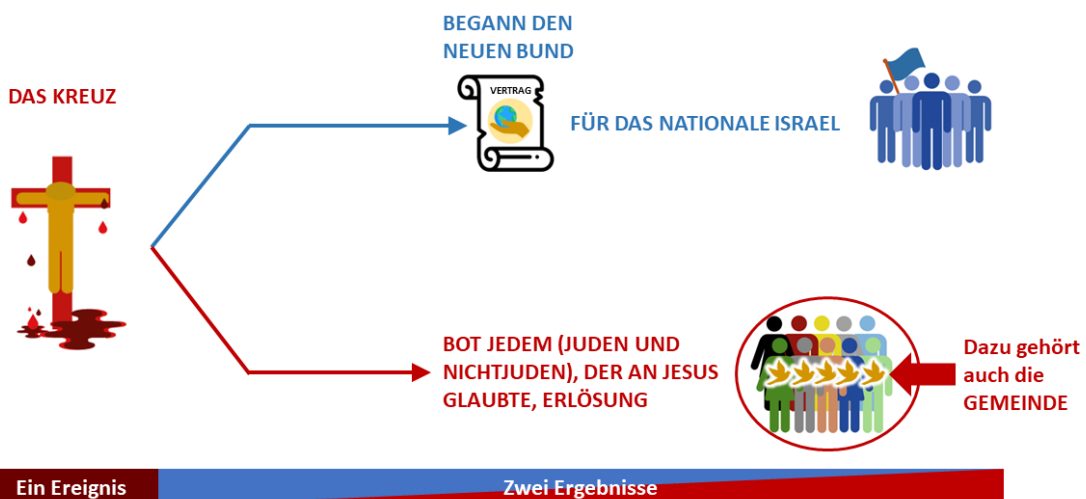 DAS KREUZ
BEGANN DEN
NEUEN BUND
VERTRAG
FÜR DAS NATIONALE ISRAEL
BOT JEDEM (JUDEN UND
NICHTJUDEN), DER AN JESUS
GLAUBTE, ERLÖSUNG
Dazu gehört
auch die
GEMEINDE
Ein Ereignis
Zwei Ergebnisse